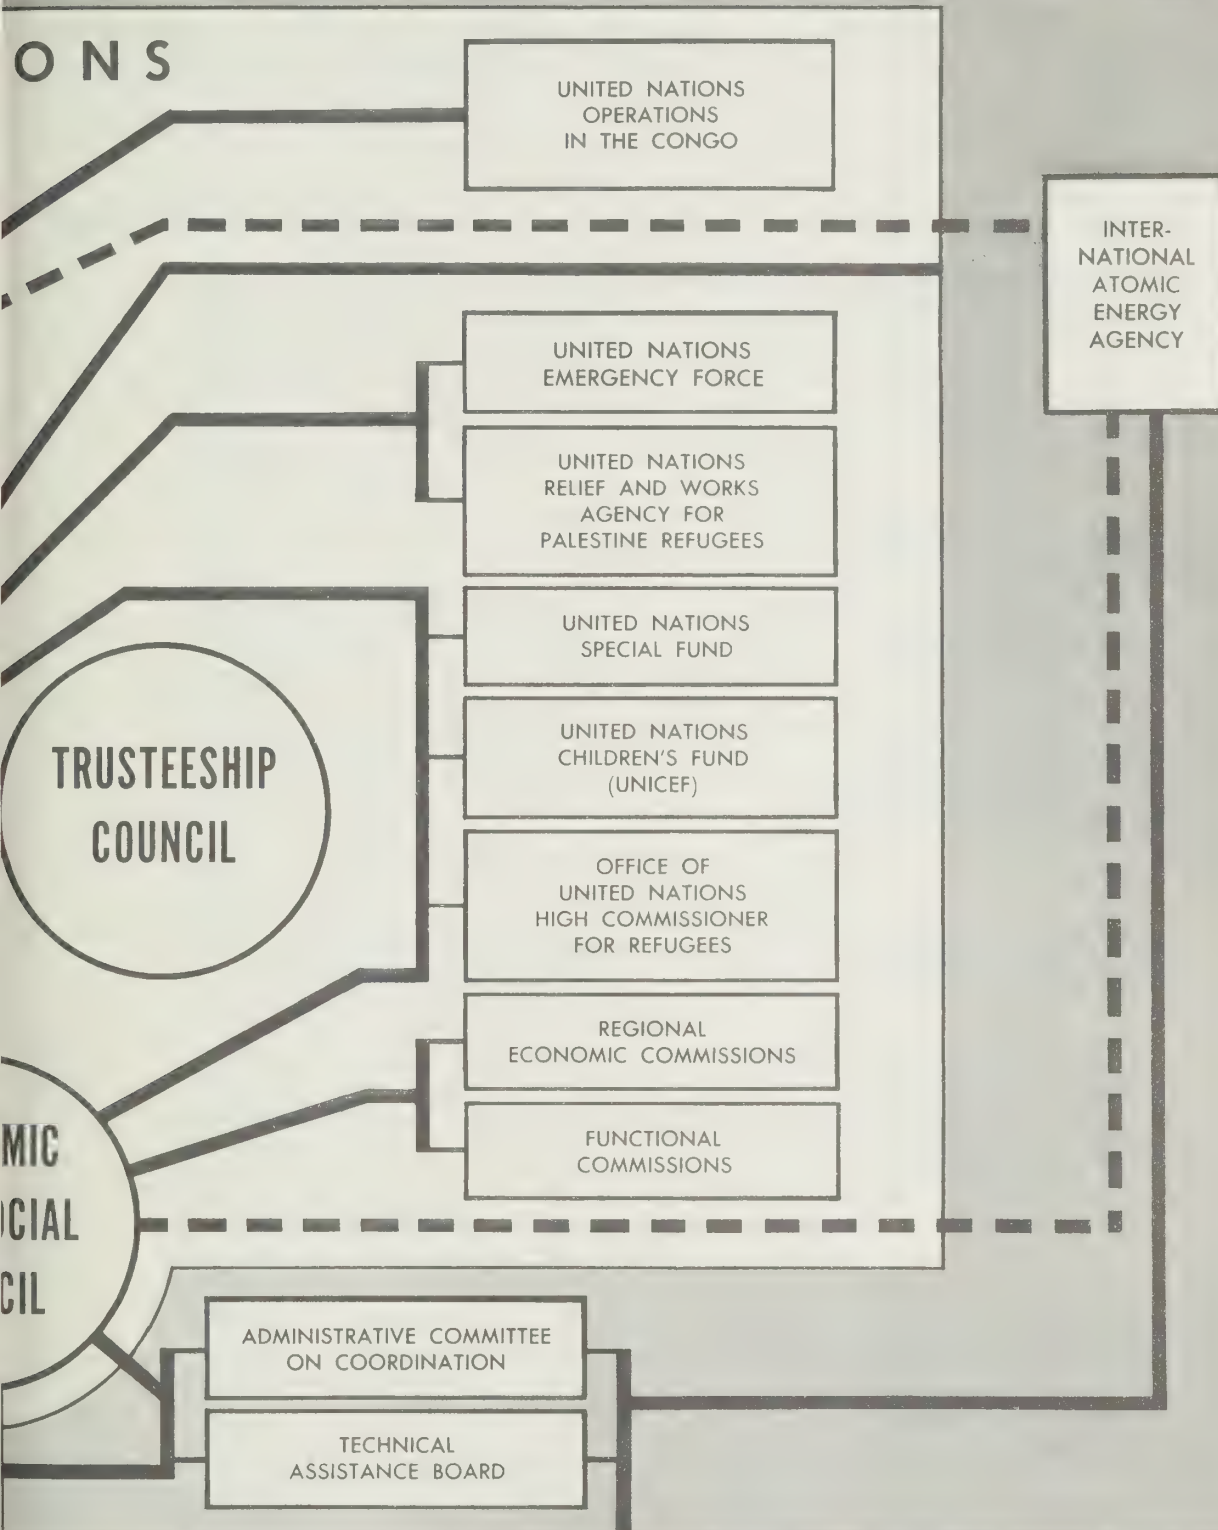 ONS
UNITED NATIONS
OPERATIONS
IN THE CONGO
INTER-
NATIONAL
ATOMIC
ENERGY
AGENCY
UNITED NATIONS
EMERGENCY FORCE
UNITED NATIONS
RELIEF AND WORKS
AGENCY FOR
PALESTINE REFUGEES
UNITED NATIONS
SPECIAL FUND
UNITED NATIONS
CHILDREN'S FUND
(UNICEF)
TRUSTEESHIP
COUNCIL
OFFICE OF
UNITED NATIONS
HIGH COMMISSIONER
FOR REFUGEES
REGIONAL
ECONOMIC COMMISSIONS
FUNCTIONAL
COMMISSIONS
MIC
OCIAL
CIL
ADMINISTRATIVE COMMITTEE
ON COORDINATION
TECHNICAL
ASSISTANCE BOARD